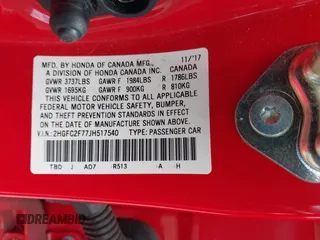 MFD. BY HONDA OF CANADA MFG., 11/17
A DIVISION OF HONDA CANADA INC. CANADA
GVWR 3737LBS GAWR F 1984LBS R 1786LBS
GVWR 1695KG GAWR F 900KG R 810KG
THIS VEHICLE CONFORMS TO ALL APPLICABLE
FEDERAL MOTOR VEHICLE SAFETY, BUMPER,
AND THEFT PREVENTION STANDARDS IN EFFECT
ON THE DATE OF MANUFACTURE SHOWN ABOVE.
V.I.N.: 2HGFC2F77JH517540 TYPE: PASSENGER CAR
TBD J AD7 R513 A H
DREAMBID